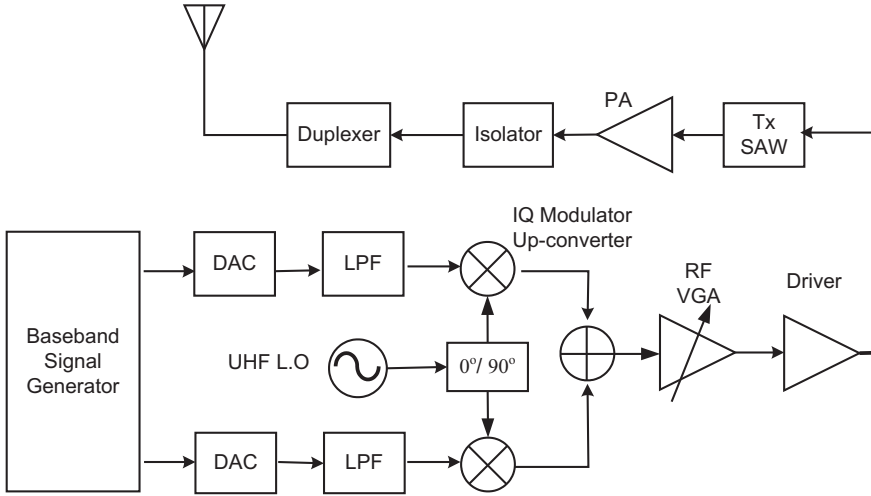 PA
Duplexer
Isolator
Tx
SAW
IQ Modulator
Up-converter
DAC
LPF
RF
VGA
Driver
Baseband
Signal
Generator
UHF L.O
0º/ 90º
DAC
LPF